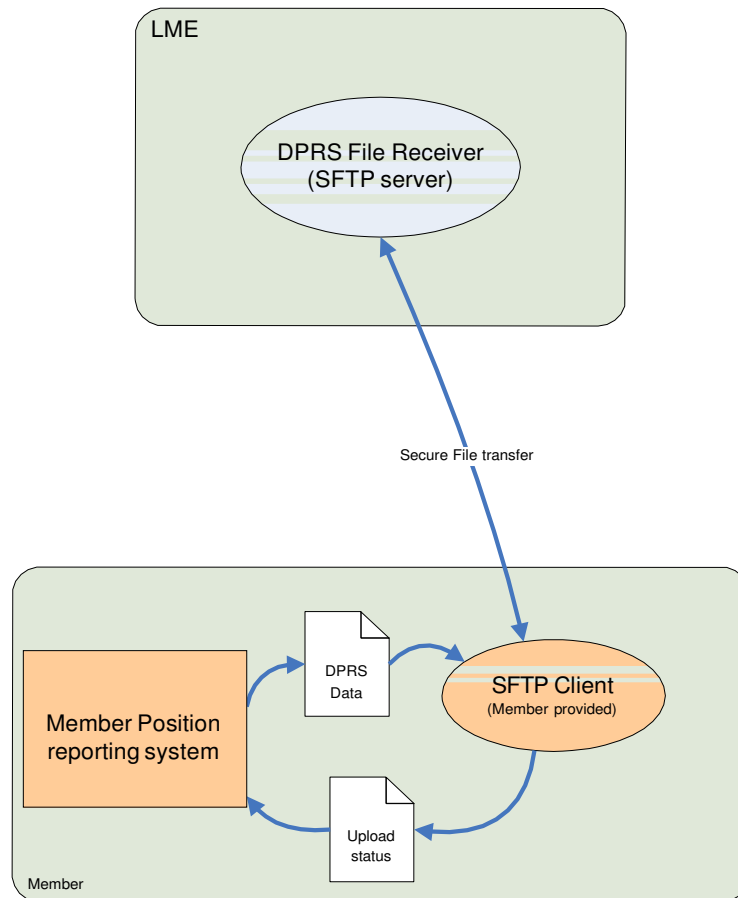 LME
DPRS File Receiver
(SFTP server)
Secure File transfer
DPRS
Data
SFTP Client
(Member provided)
Member Position
reporting system
Upload
status
Member